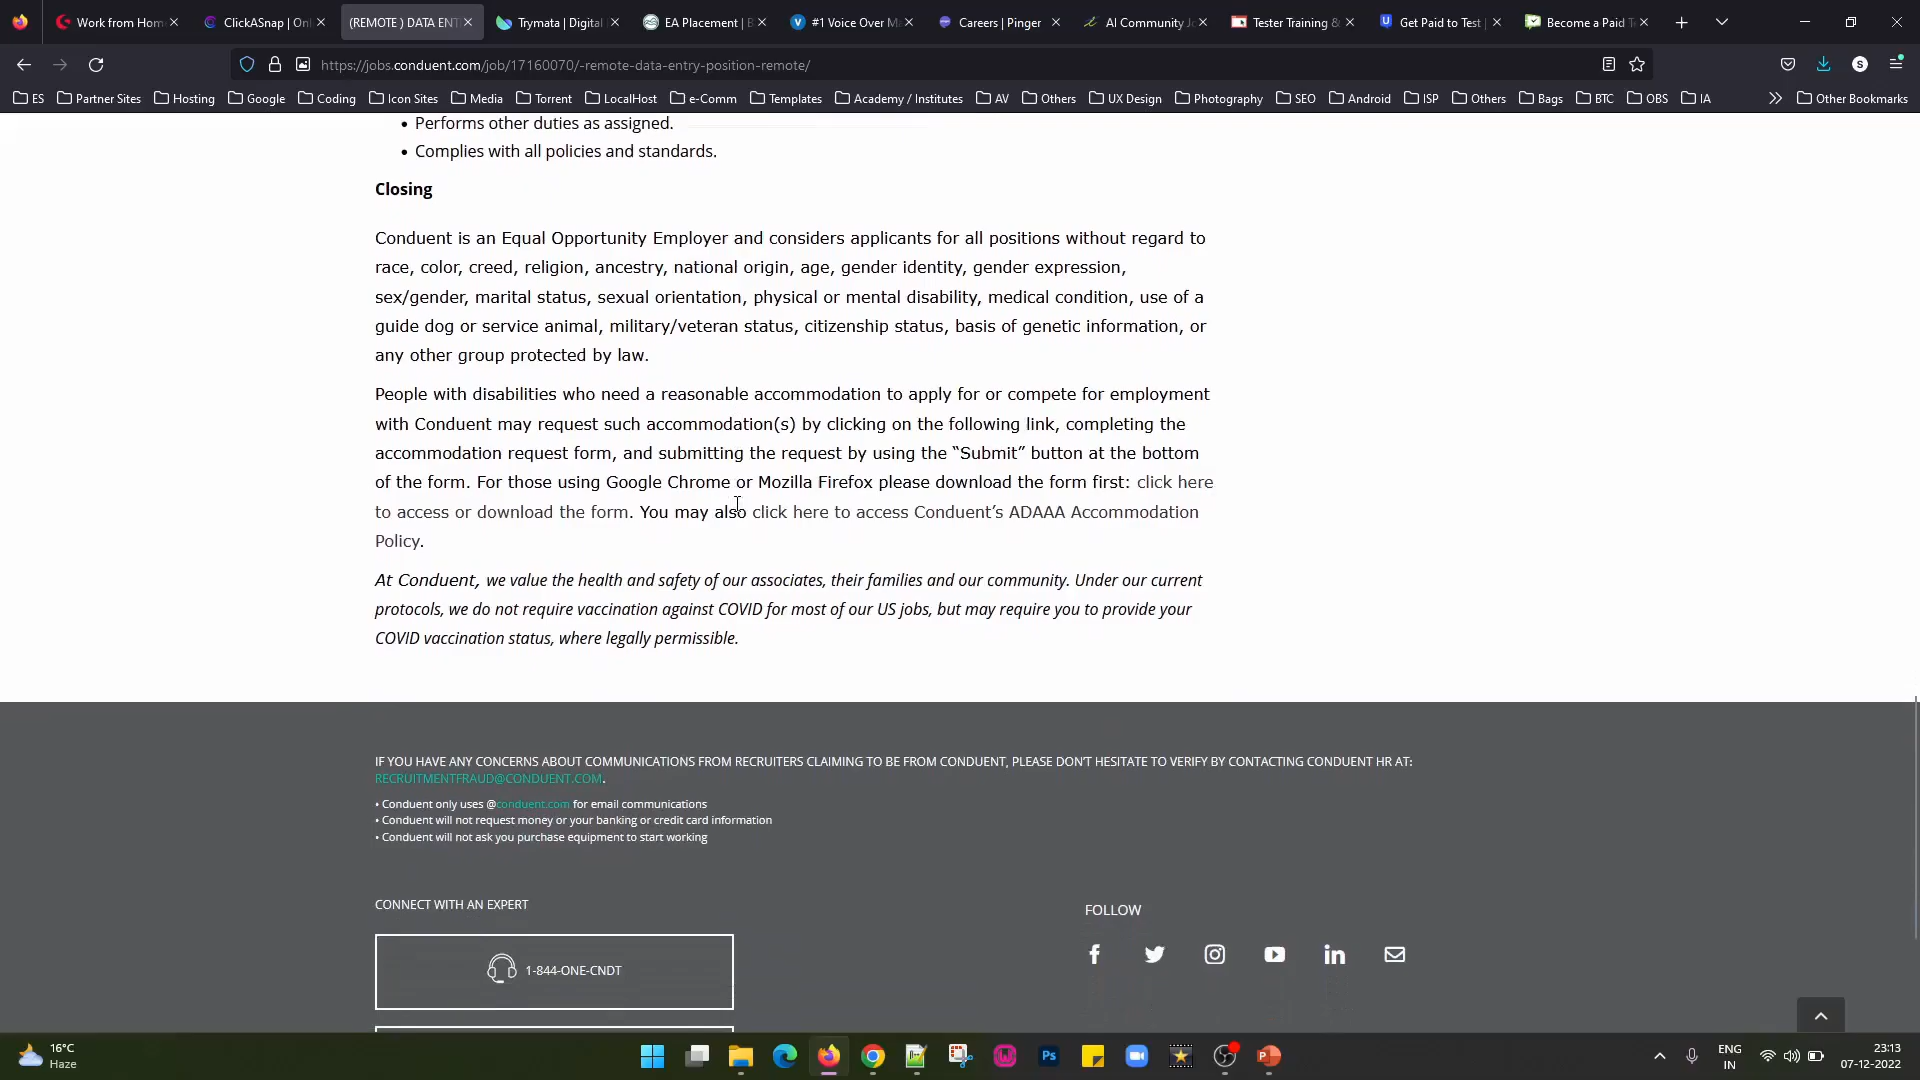 Work from Hom
ClickASnap | Onl
(REMOTE ) DATA ENT
Trymata | Digital
EA Placement | B
#1 Voice Over Ma
Careers | Pinger
AI Community Jo
Tester Training &
Get Paid to Test |
Become a Paid Te
https://jobs.conduent.com/job/17160070/-remote-data-entry-position-remote/
S
ES
Partner Sites
Hosting
Google
Coding
Icon Sites
Media
Torrent
LocalHost
e-Comm
Templates
Academy / Institutes
AV
Others
UX Design
Photography
SEO
Android
ISP
Others
Bags
BTC
OBS
IA
Other Bookmarks
• Performs other duties as assigned.
• Complies with all policies and standards.
Closing
Conduent is an Equal Opportunity Employer and considers applicants for all positions without regard to
race, color, creed, religion, ancestry, national origin, age, gender identity, gender expression,
sex/gender, marital status, sexual orientation, physical or mental disability, medical condition, use of a
guide dog or service animal, military/veteran status, citizenship status, basis of genetic information, or
any other group protected by law.
People with disabilities who need a reasonable accommodation to apply for or compete for employment
with Conduent may request such accommodation(s) by clicking on the following link, completing the
accommodation request form, and submitting the request by using the “Submit” button at the bottom
of the form. For those using Google Chrome or Mozilla Firefox please download the form first: click here
to access or download the form. You may also click here to access Conduent’s ADAAA Accommodation
Policy.
At Conduent, we value the health and safety of our associates, their families and our community. Under our current
protocols, we do not require vaccination against COVID for most of our US jobs, but may require you to provide your
COVID vaccination status, where legally permissible.
IF YOU HAVE ANY CONCERNS ABOUT COMMUNICATIONS FROM RECRUITERS CLAIMING TO BE FROM CONDUENT, PLEASE DON’T HESITATE TO VERIFY BY CONTACTING CONDUENT HR AT:
RECRUITMENTFRAUD@CONDUENT.COM.
• Conduent only uses @conduent.com for email communications
• Conduent will not request money or your banking or credit card information
• Conduent will not ask you purchase equipment to start working
CONNECT WITH AN EXPERT
FOLLOW
1-844-ONE-CNDT
16°C
Haze
Ps
ENG
IN
23:13
07-12-2022